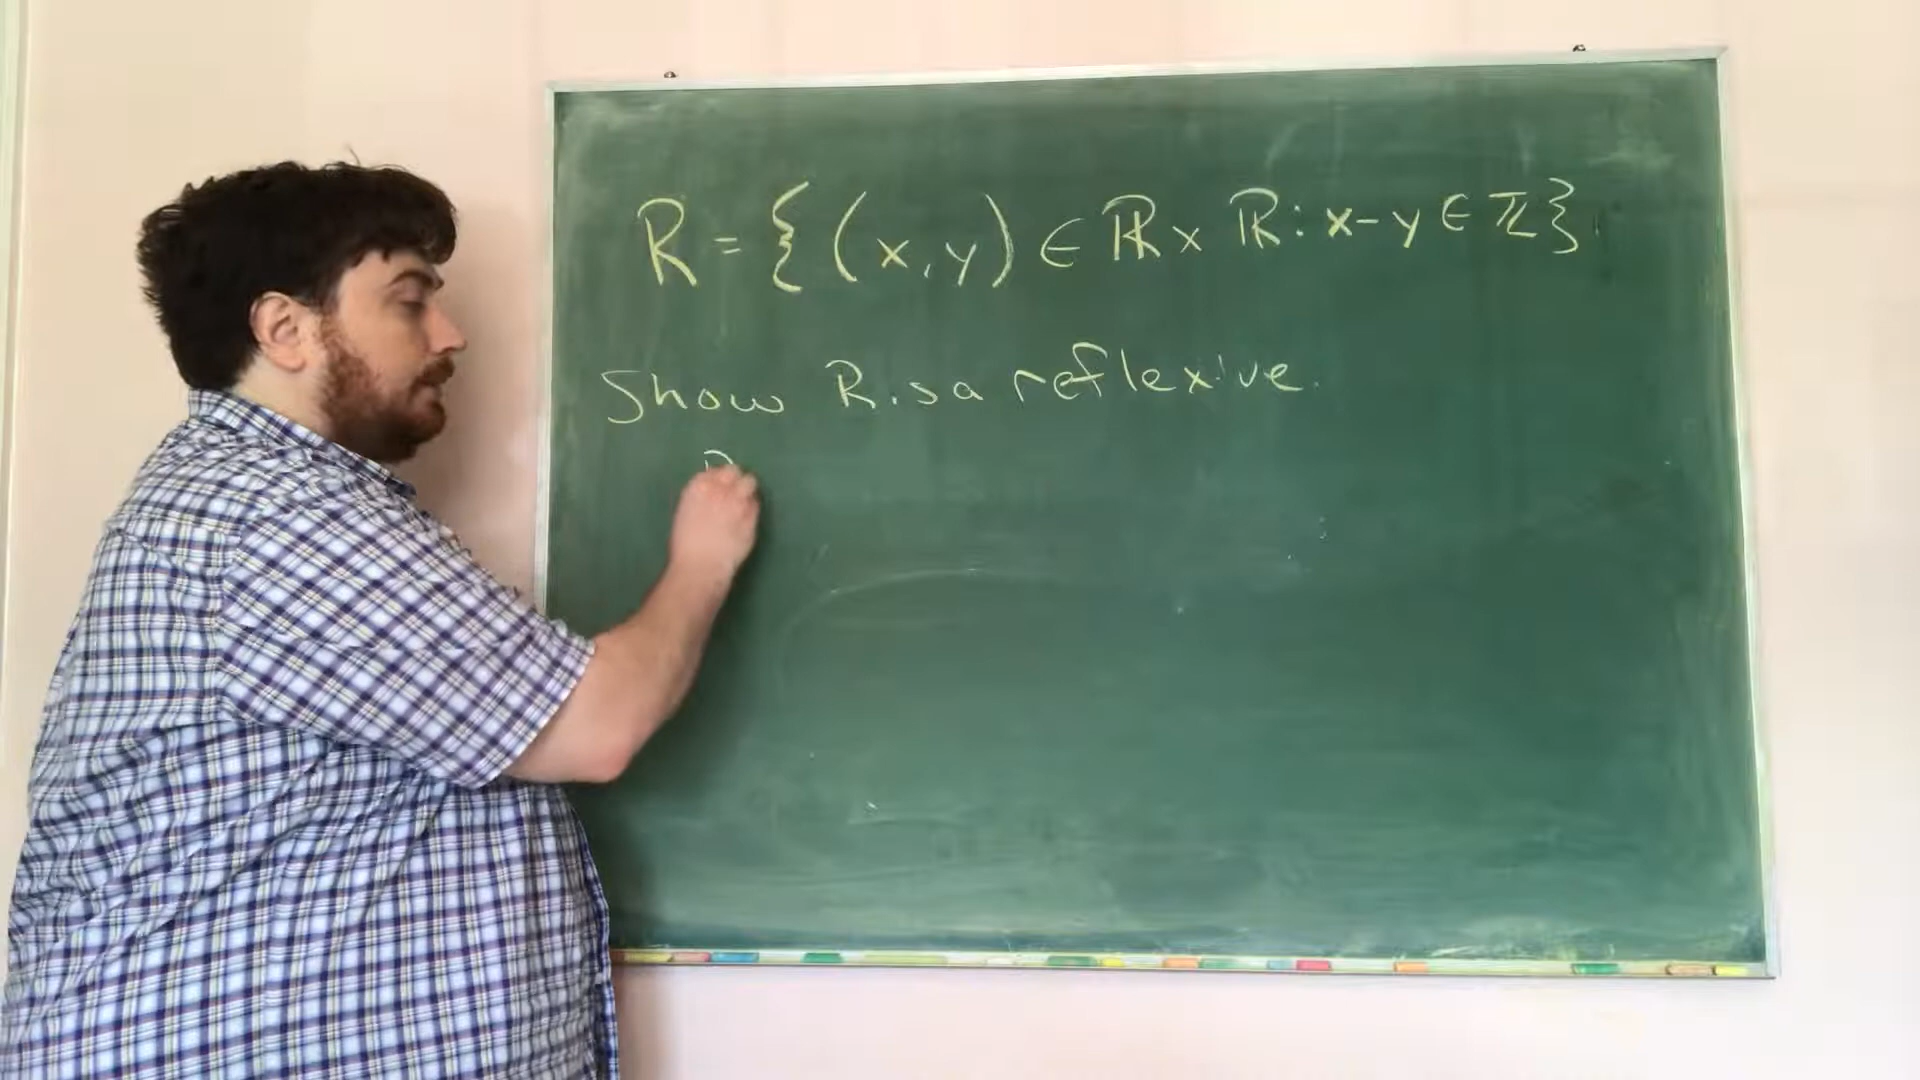 R = { (x,y) ∈ ℝ x ℝ : x-y ∈ ℤ }
Show R is a reflexive.